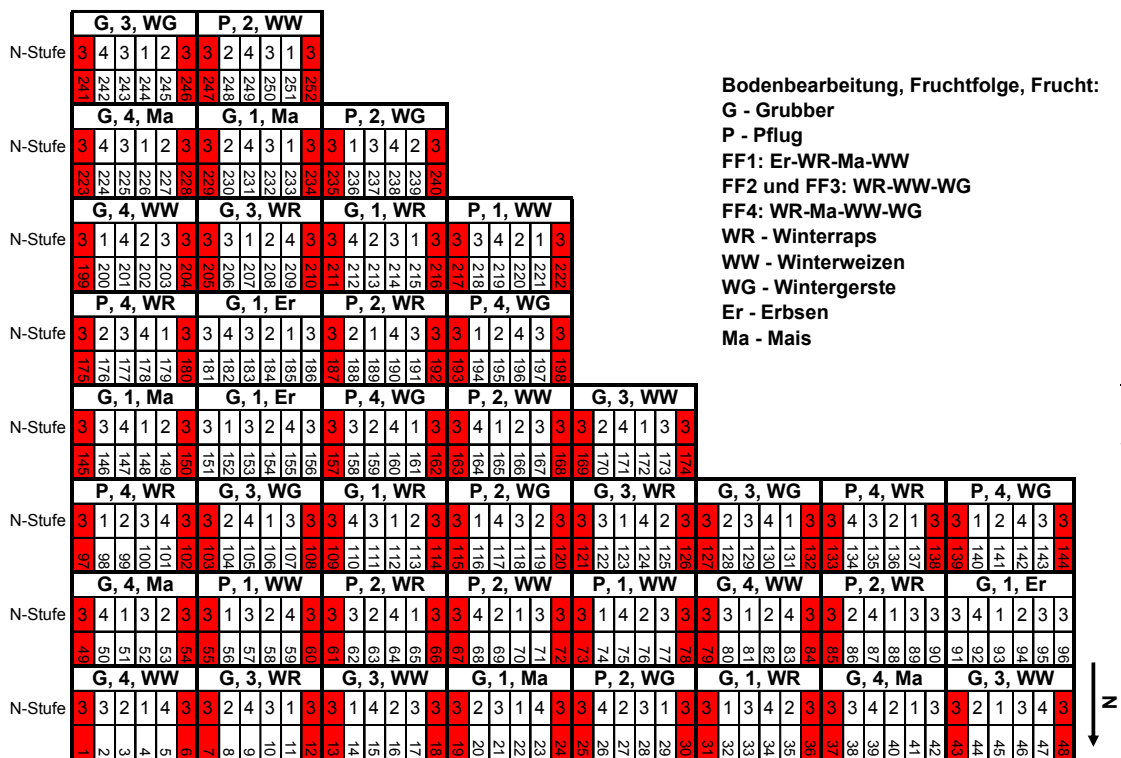 G, 3, WG P, 2, WW
N-Stufe 3 4 3 1 2 3 3 2 4 3 1 3
241 242 243 244 245 246 247 248 249 250 251 252
G, 4, Ma G, 1, Ma P, 2, WG
N-Stufe 3 4 3 1 2 3 3 2 4 3 1 3 3 1 3 4 2 3
223 224 225 226 227 228 229 230 231 232 233 234 235 236 237 238 239 240
G, 4, WW G, 3, WR G, 1, WR P, 1, WW
N-Stufe 3 1 4 2 3 3 3 3 1 2 4 3 3 4 2 3 1 3 3 3 4 2 1 3
199 200 201 202 203 204 205 206 207 208 209 210 211 212 213 214 215 216 217 218 219 220 221 222
P, 4, WR G, 1, Er P, 2, WR P, 4, WG
N-Stufe 3 2 3 4 1 3 3 4 3 2 1 3 3 2 1 4 3 3 3 1 2 4 3 3
175 176 177 178 179 180 181 182 183 184 185 186 187 188 189 190 191 192 193 194 195 196 197 198
G, 1, Ma G, 1, Er P, 4, WG P, 2, WW G, 3, WW
N-Stufe 3 3 4 1 2 3 3 1 3 2 4 3 3 3 2 4 1 3 3 4 1 2 3 3 3 2 4 1 3 3
145 146 147 148 149 150 151 152 153 154 155 156 157 158 159 160 161 162 163 164 165 166 167 168 169 170 171 172 173 174
P, 4, WR G, 3, WG G, 1, WR P, 2, WG G, 3, WR G, 3, WG P, 4, WR P, 4, WG
N-Stufe 3 1 2 3 4 3 3 2 4 1 3 3 3 4 3 1 2 3 3 1 4 3 2 3 3 3 1 4 2 3 3 2 3 4 1 3 3 4 3 2 1 3 3 1 2 4 3 3
97 98 99 100 101 102 103 104 105 106 107 108 109 110 111 112 113 114 115 116 117 118 119 120 121 122 123 124 125 126 127 128 129 130 131 132 133 134 135 136 137 138 139 140 141 142 143 144
G, 4, Ma P, 1, WW P, 2, WR P, 2, WW P, 1, WW G, 4, WW P, 2, WR G, 1, Er
N-Stufe 3 4 1 3 2 3 3 1 3 2 4 3 3 3 2 4 1 3 3 4 2 1 3 3 3 1 4 2 3 3 3 3 1 2 4 3 3 2 4 1 3 3 3 4 1 2 3 3
49 50 51 52 53 54 55 56 57 58 59 60 61 62 63 64 65 66 67 68 69 70 71 72 73 74 75 76 77 78 79 80 81 82 83 84 85 86 87 88 89 90 91 92 93 94 95 96
G, 4, WW G, 3, WR G, 3, WW G, 1, Ma P, 2, WG G, 1, WR G, 4, Ma G, 3, WW
N-Stufe 3 3 2 1 4 3 3 2 4 3 1 3 3 1 4 2 3 3 3 2 3 1 4 3 3 4 2 3 1 3 3 1 3 4 2 3 3 3 4 2 1 3 3 2 1 3 4 3
1 2 3 4 5 6 7 8 9 10 11 12 13 14 15 16 17 18 19 20 21 22 23 24 25 26 27 28 29 30 31 32 33 34 35 36 37 38 39 40 41 42 43 44 45 46 47 48
Bodenbearbeitung, Fruchtfolge, Frucht:
G - Grubber
P - Pflug
FF1: Er-WR-Ma-WW
FF2 und FF3: WR-WW-WG
FF4: WR-Ma-WW-WG
WR - Winterraps
WW - Winterweizen
WG - Wintergerste
Er - Erbsen
Ma - Mais
N